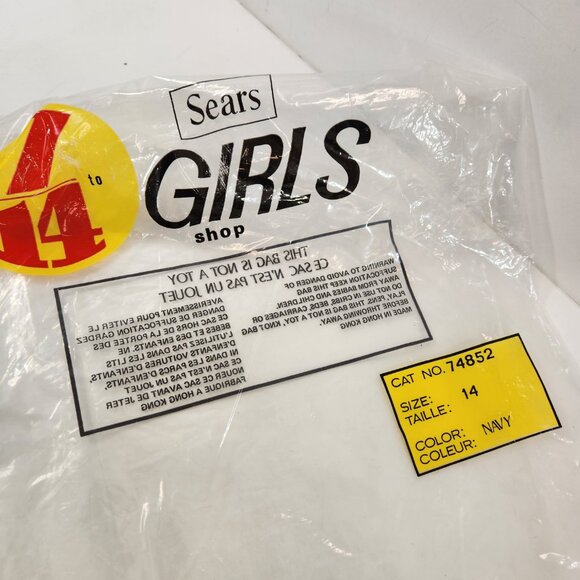 Sears
1 to 14
GIRLS
shop
THIS BAG IS NOT A TOY
CE SAC N'EST PAS UN JOUET
WARNING TO AVOID DANGER OF
SUFFOCATION KEEP THIS BAG
AWAY FROM BABIES AND CHILDREN.
DO NOT USE IN CRIBS, BEDS, CARRIAGES OR
PLAY PENS. THIS BAG IS NOT A TOY. KNOT BAG
BEFORE THROWING AWAY.
MADE IN HONG KONG
AVERTISSEMENT POUR EVITER LE
DANGER DE SUFFOCATION GARDEZ
CE SAC HORS DE LA PORTEE DES
BEBES ET DES ENFANTS, NE
L'UTILISEZ PAS DANS LES LITS
D'ENFANTS, VOITURES D'ENFANTS,
NI DANS LES PARCS D'ENFANTS,
CE SAC N'EST PAS UN JOUET
NOUER CE SAC AVANT DE JETER
FABRIQUE A HONG KONG
CAT NO. 74852
SIZE:
TAILLE: 14
COLOR:
COLEUR: NAVY